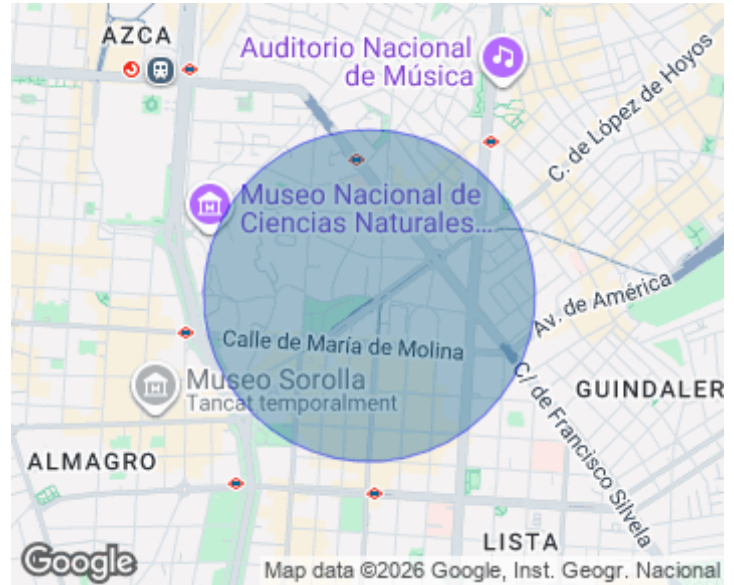 AZCA
Auditorio Nacional
de Música
C. de López de Hoyos
Museo Nacional de
Ciencias Naturales...
Av. de América
Calle de María de Molina
Museo Sorolla
Tancat temporalment
C/ de Francisco Silvela
GUINDALER
ALMAGRO
LISTA
Google
Map data ©2026 Google, Inst. Geogr. Nacional